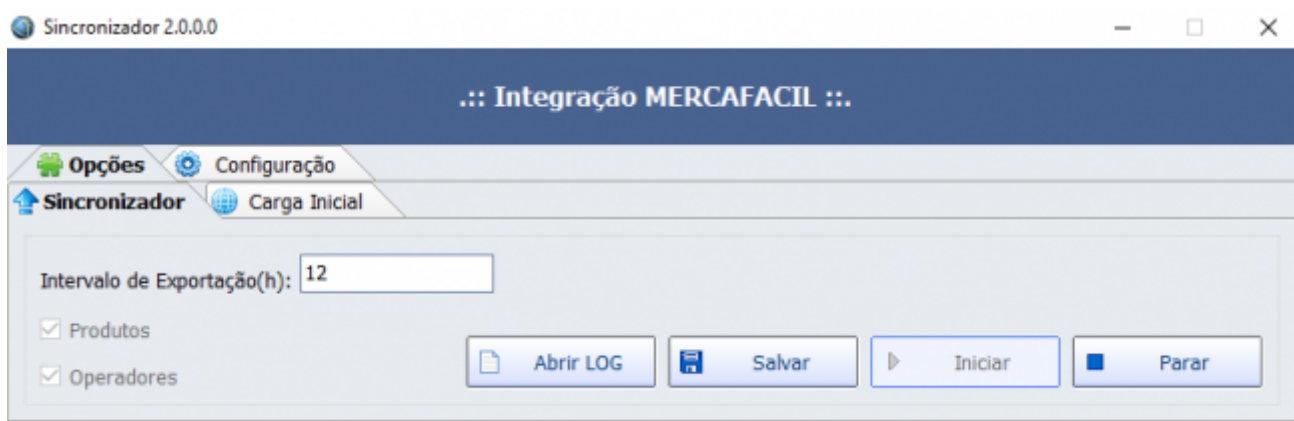 Sincronizador 2.0.0.0
.:: Integração MERCAFACIL ::.
Opções Configuração
Sincronizador Carga Inicial
Intervalo de Exportação(h): 12
Produtos
Operadores
Abrir LOG Salvar Iniciar Parar